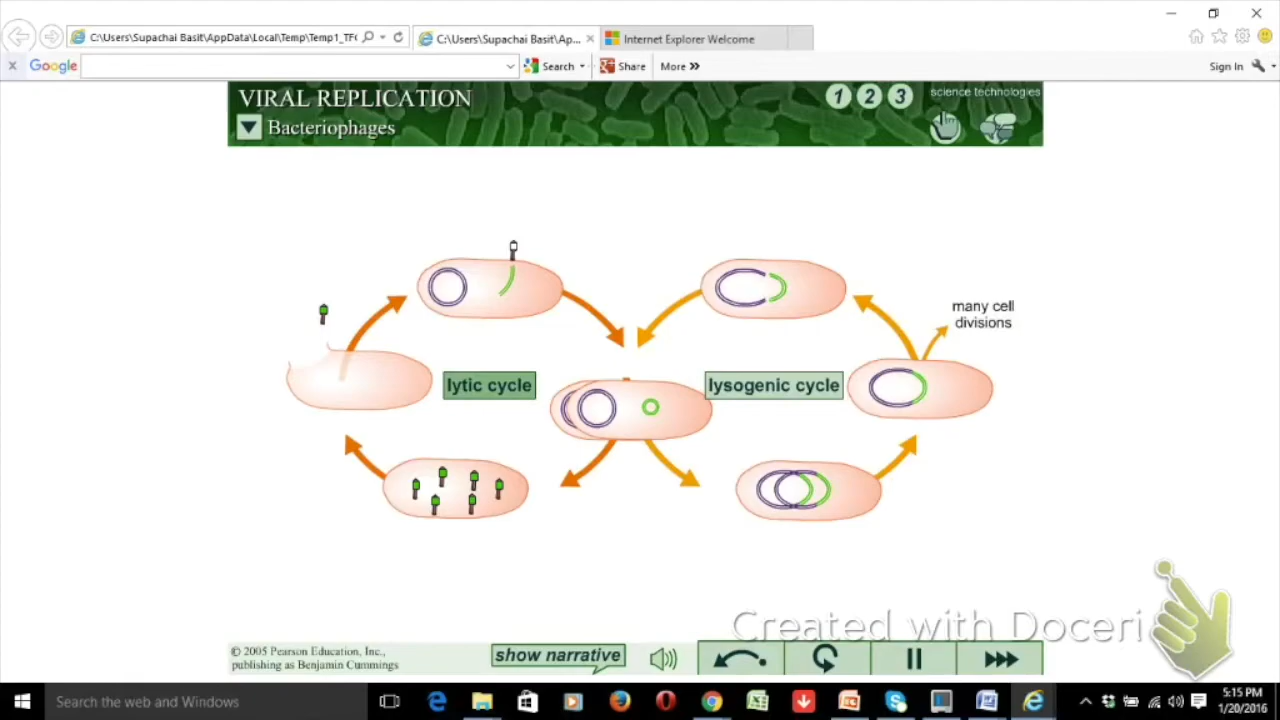 C:\Users\Supachai Basit\AppData\Local\Temp\Temp1_TF(
C:\Users\Supachai Basit\Ap...
Internet Explorer Welcome
X Google
Search
Share
More »
Sign In
VIRAL REPLICATION
Bacteriophages
1 2 3
science technologies
many cell
divisions
lytic cycle
lysogenic cycle
Created with Doceri
© 2005 Pearson Education, Inc.,
publishing as Benjamin Cummings
show narrative
Search the web and Windows
5:15 PM
1/20/2016